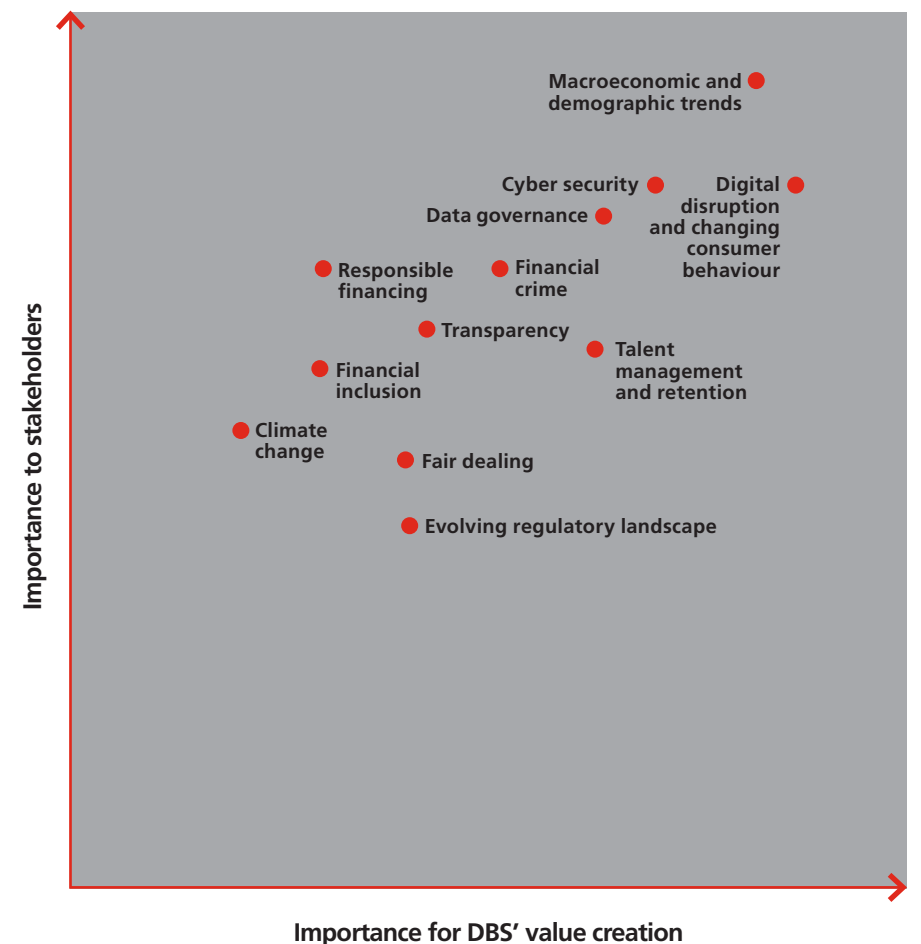 Importance to stakeholders
Macroeconomic and
demographic trends
Cyber security
Digital
disruption
and changing
consumer
behaviour
Data governance
Responsible
financing
Financial
crime
Transparency
Talent
management
and retention
Financial
inclusion
Climate
change
Fair dealing
Evolving regulatory landscape
Importance for DBS’ value creation